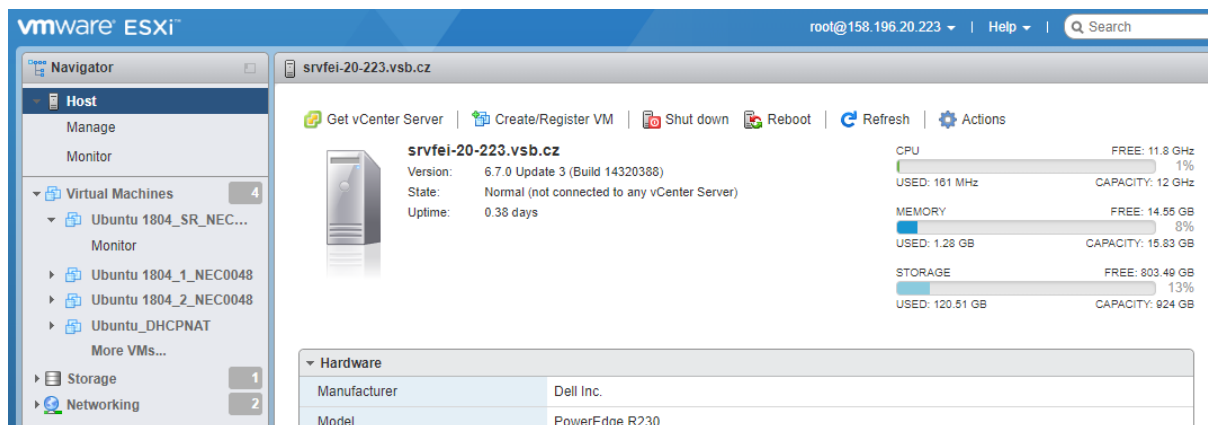 vmware ESXi™
root@158.196.20.223 | Help | Search
Navigator
Host
Manage
Monitor
Virtual Machines 4
Ubuntu 1804_SR_NEC...
Monitor
Ubuntu 1804_1_NEC0048
Ubuntu 1804_2_NEC0048
Ubuntu_DHCPNAT
More VMs...
Storage 1
Networking 2
srvfei-20-223.vsb.cz
Get vCenter Server | Create/Register VM | Shut down Reboot | Refresh | Actions
srvfei-20-223.vsb.cz
Version: 6.7.0 Update 3 (Build 14320388)
State: Normal (not connected to any vCenter Server)
Uptime: 0.38 days
CPU FREE: 11.8 GHz
1%
USED: 161 MHz CAPACITY: 12 GHz
MEMORY FREE: 14.55 GB
8%
USED: 1.28 GB CAPACITY: 15.83 GB
STORAGE FREE: 803.49 GB
13%
USED: 120.51 GB CAPACITY: 924 GB
Hardware
Manufacturer Dell Inc.
Model PowerEdge R230